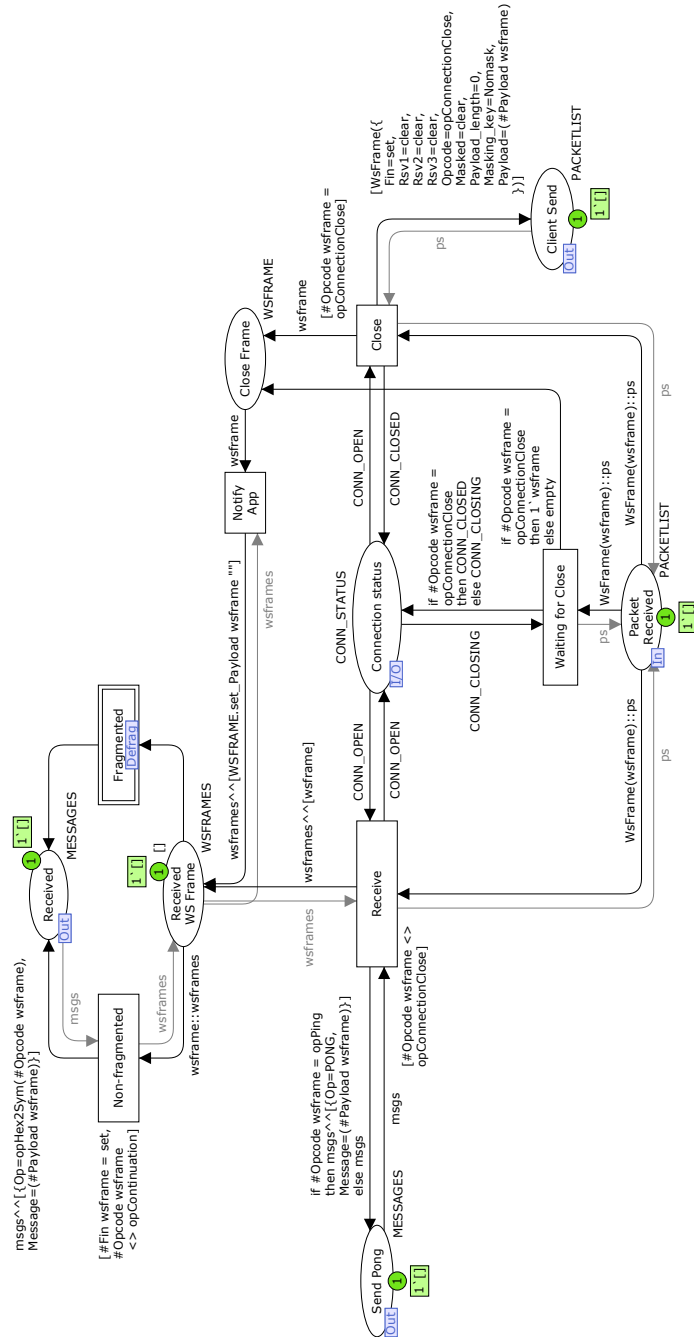 msgs^^[{Op=opHex2Sym(#Opcode wsframe),
Message=(#Payload wsframe)}]
[#Fin wsframe = set,
#Opcode wsframe
<> opContinuation]
Non-fragmented
msgs
Received
Out
1
1`[]
MESSAGES
wsframes
wsframe::wsframes
Received
WS Frame
1
1`[]
[]
WSFRAMES
Fragmented
Defrag
wsframes^^[WSFRAME.set_Payload wsframe ""]
wsframes
Notify
App
wsframe
Close Frame
WSFRAME
wsframe
if #Opcode wsframe = opPing
then msgs^^[{Op=PONG,
Message=(#Payload wsframe)}]
else msgs
MESSAGES
Send Pong
Out
1
1`[]
msgs
wsframes
wsframes^^[wsframe]
Receive
[#Opcode wsframe <>
opConnectionClose]
CONN_OPEN
CONN_OPEN
CONN_STATUS
Connection status
I/O
CONN_OPEN
CONN_CLOSED
Close
[#Opcode wsframe =
opConnectionClose]
ps
[WsFrame({
Fin=set,
Rsv1=clear,
Rsv2=clear,
Rsv3=clear,
Opcode=opConnectionClose,
Masked=clear,
Payload_length=0,
Masking_key=Nomask,
Payload=(#Payload wsframe)
})]
Client Send
Out
1
1`[]
PACKETLIST
CONN_CLOSING
if #Opcode wsframe =
opConnectionClose
then CONN_CLOSED
else CONN_CLOSING
if #Opcode wsframe =
opConnectionClose
then 1`wsframe
else empty
Waiting for Close
ps
WsFrame(wsframe)::ps
WsFrame(wsframe)::ps
ps
Packet
Received
In
1
1`[]
PACKETLIST
WsFrame(wsframe)::ps
ps